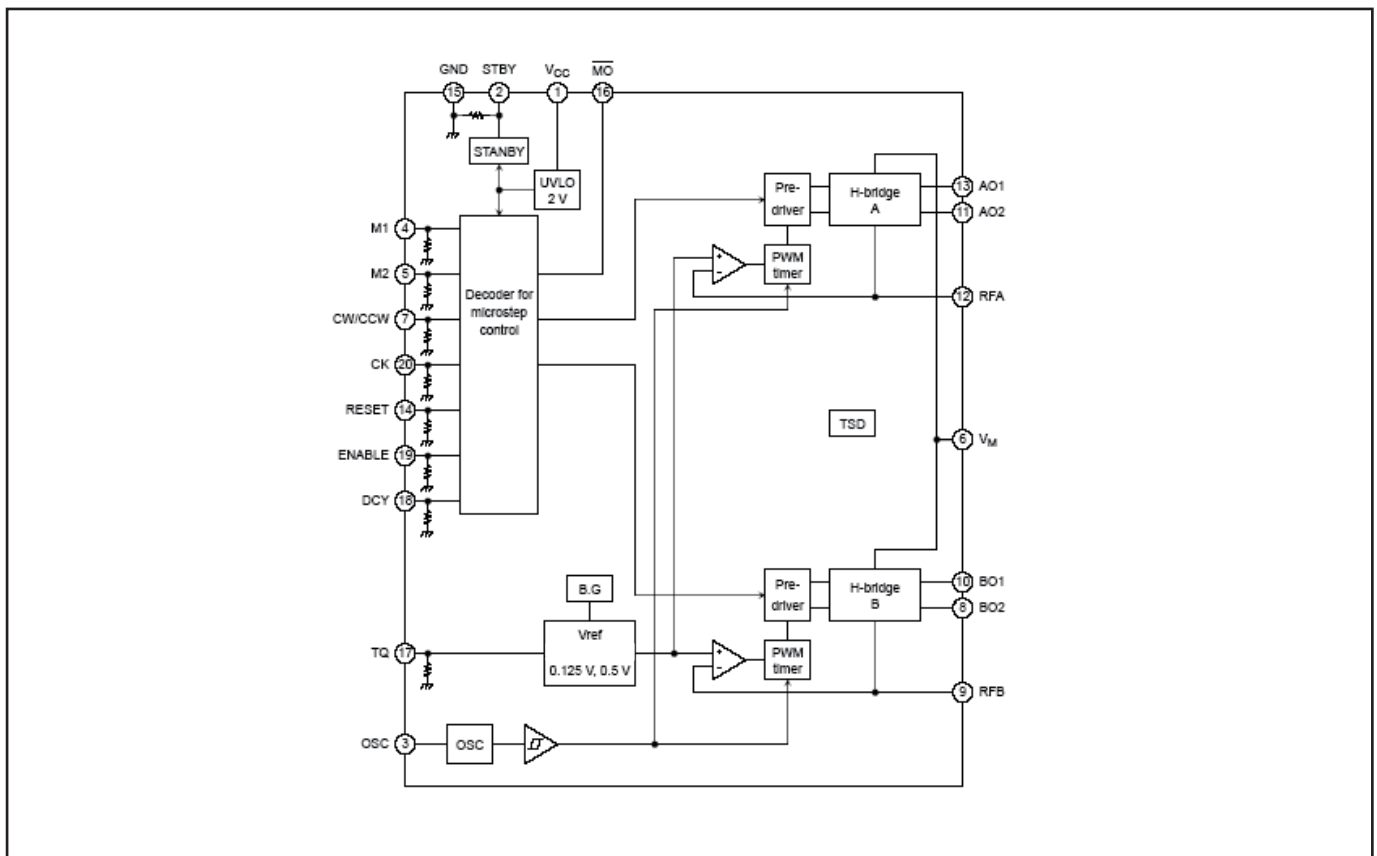 GND STBY VCC MO
15 2 1 16
STANBY
UVLO
2 V
M1 4
M2 5
CW/CCW 7
CK 20
RESET 14
ENABLE 19
DCY 18
Decoder for
microstep
control
Pre-
driver
H-bridge
A
13 AO1
11 AO2
+
-
PWM
timer
12 RFA
TSD
6 VM
Pre-
driver
H-bridge
B
10 BO1
8 BO2
B.G
TQ 17
Vref
0.125 V, 0.5 V
+
-
PWM
timer
9 RFB
OSC 3
OSC